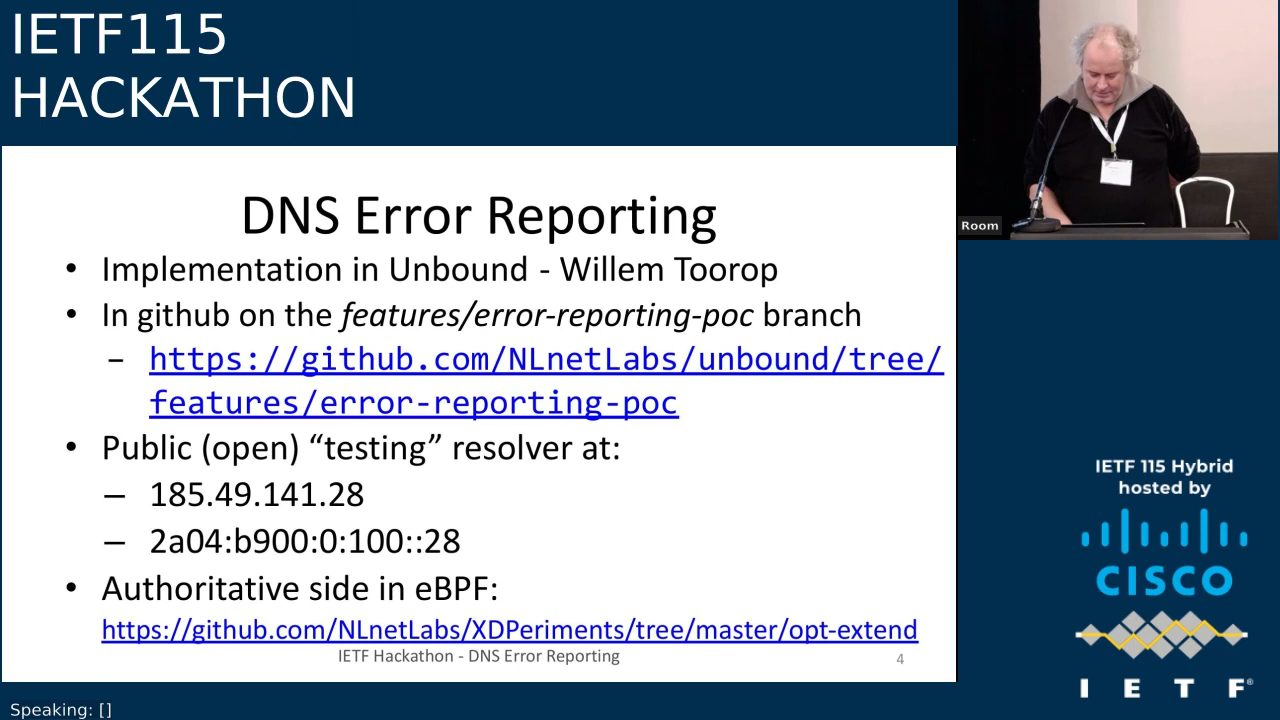 IETF115
HACKATHON
DNS Error Reporting
• Implementation in Unbound - Willem Toorop
• In github on the features/error-reporting-poc branch
– https://github.com/NLnetLabs/unbound/tree/
features/error-reporting-poc
• Public (open) “testing” resolver at:
– 185.49.141.28
– 2a04:b900:0:100::28
• Authoritative side in eBPF:
https://github.com/NLnetLabs/XDPeriments/tree/master/opt-extend
IETF Hackathon - DNS Error Reporting
4
Room
IETF 115 Hybrid
hosted by
CISCO
I E T F®
Speaking: []